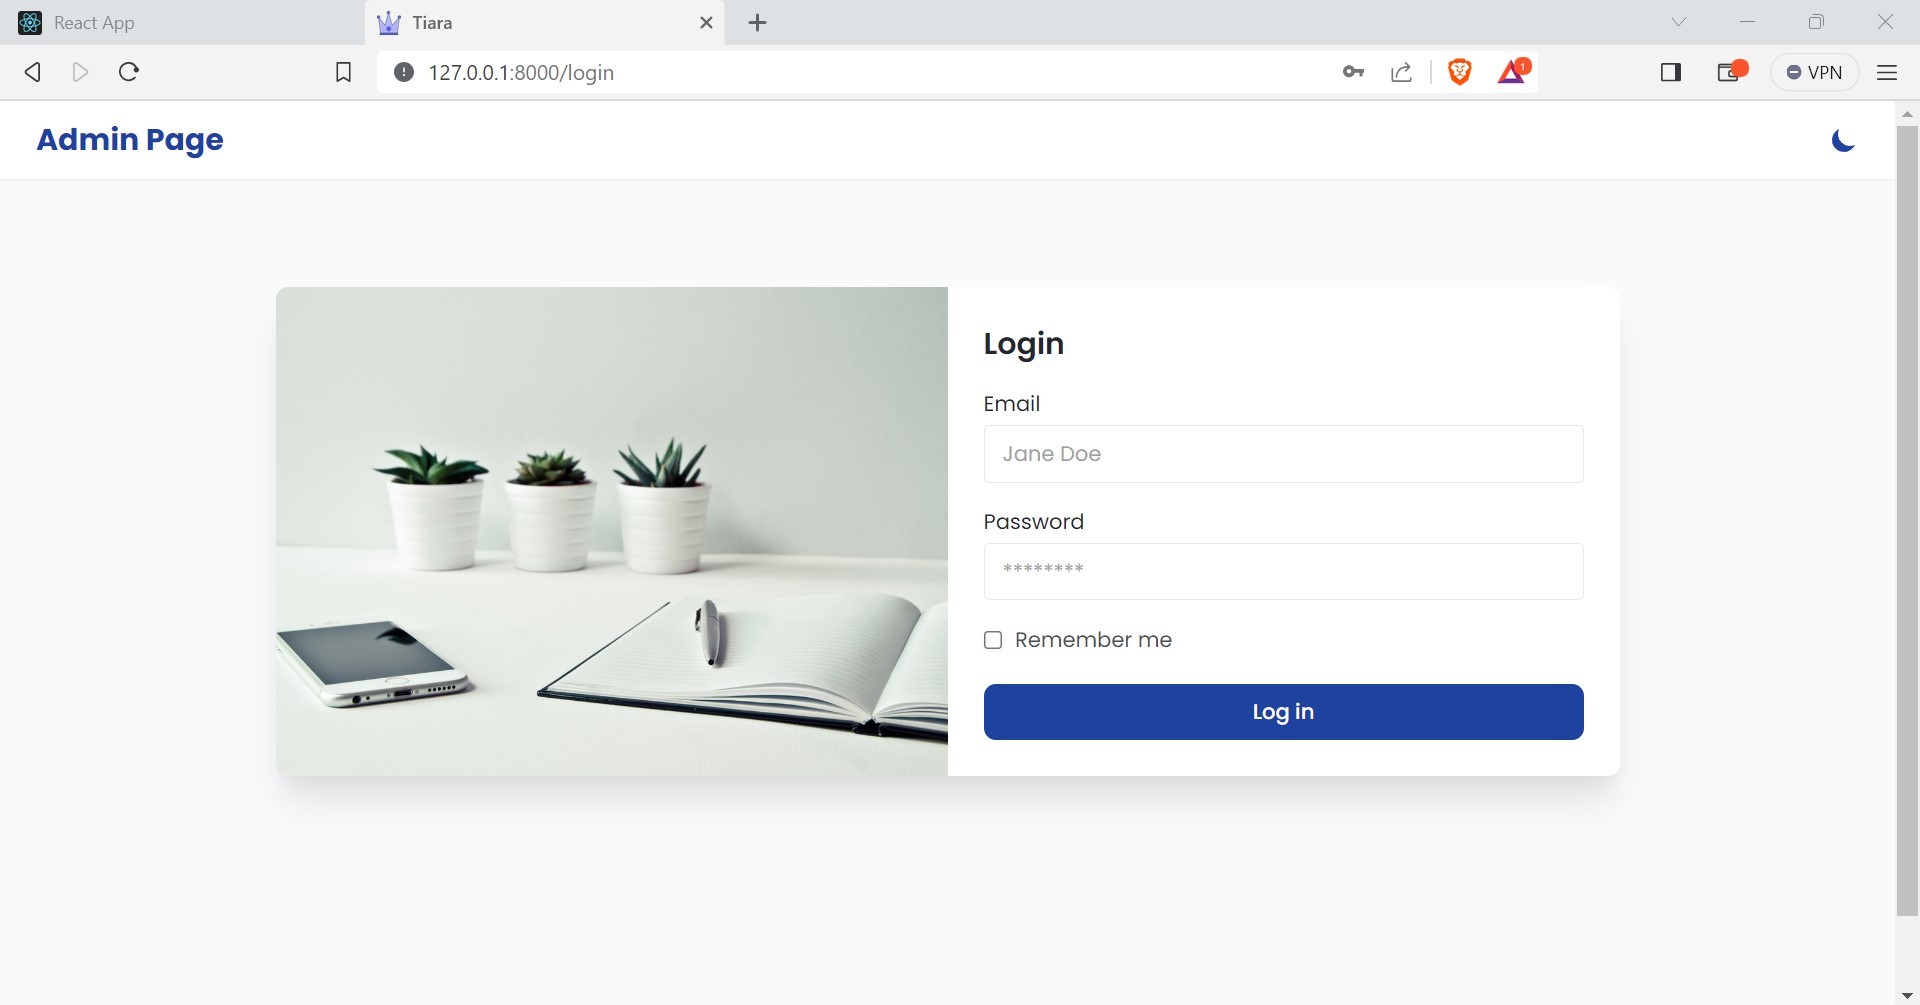 React App
Tiara
127.0.0.1:8000/login
1
VPN
Admin Page
Login
Email
Jane Doe
Password
********
Remember me
Log in